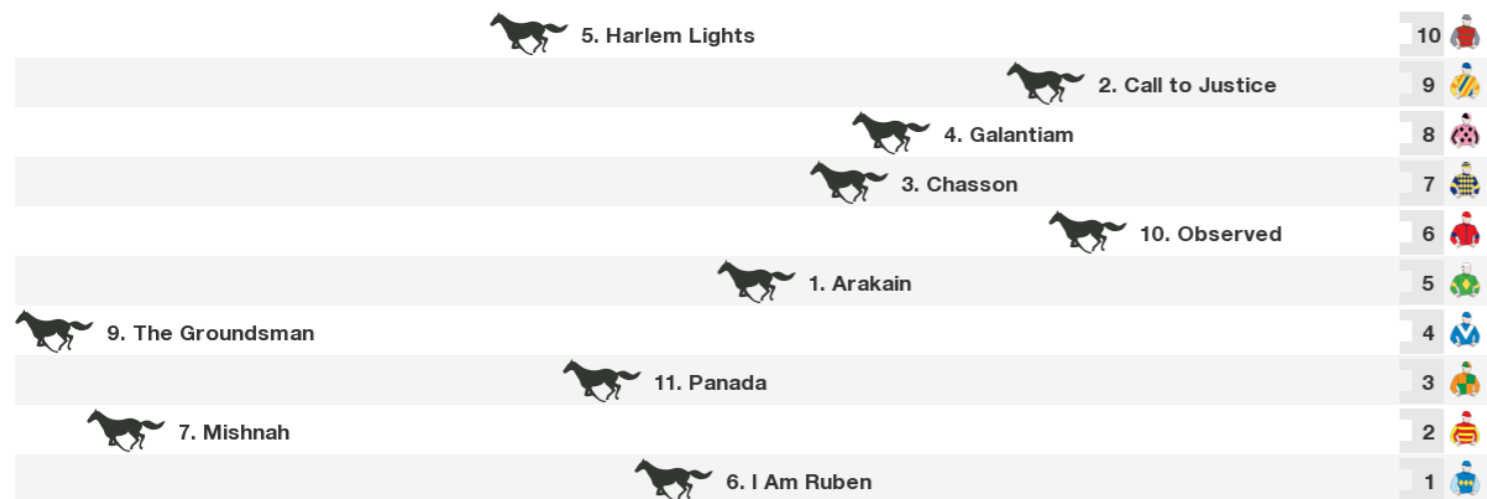 5. Harlem Lights 10
2. Call to Justice 9
4. Galantiam 8
3. Chasson 7
10. Observed 6
1. Arakain 5
9. The Groundsman 4
11. Panada 3
7. Mishnah 2
6. I Am Ruben 1